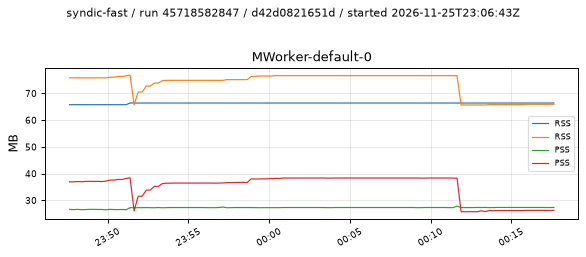 syndic-fast / run 45718582847 / d42d0821651d / started 2026-11-25T23:06:43Z
MWorker-default-0
MB
70
60
50
40
30
RSS
RSS
PSS
PSS
23:50
23:55
00:00
00:05
00:10
00:15